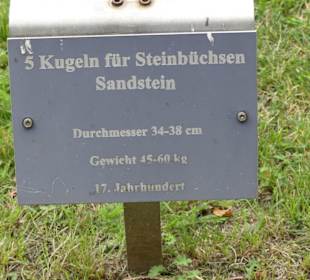 5 Kugeln für Steinbüchsen
Sandstein
Durchmesser 34-38 cm
Gewicht 45-60 kg
17. Jahrhundert